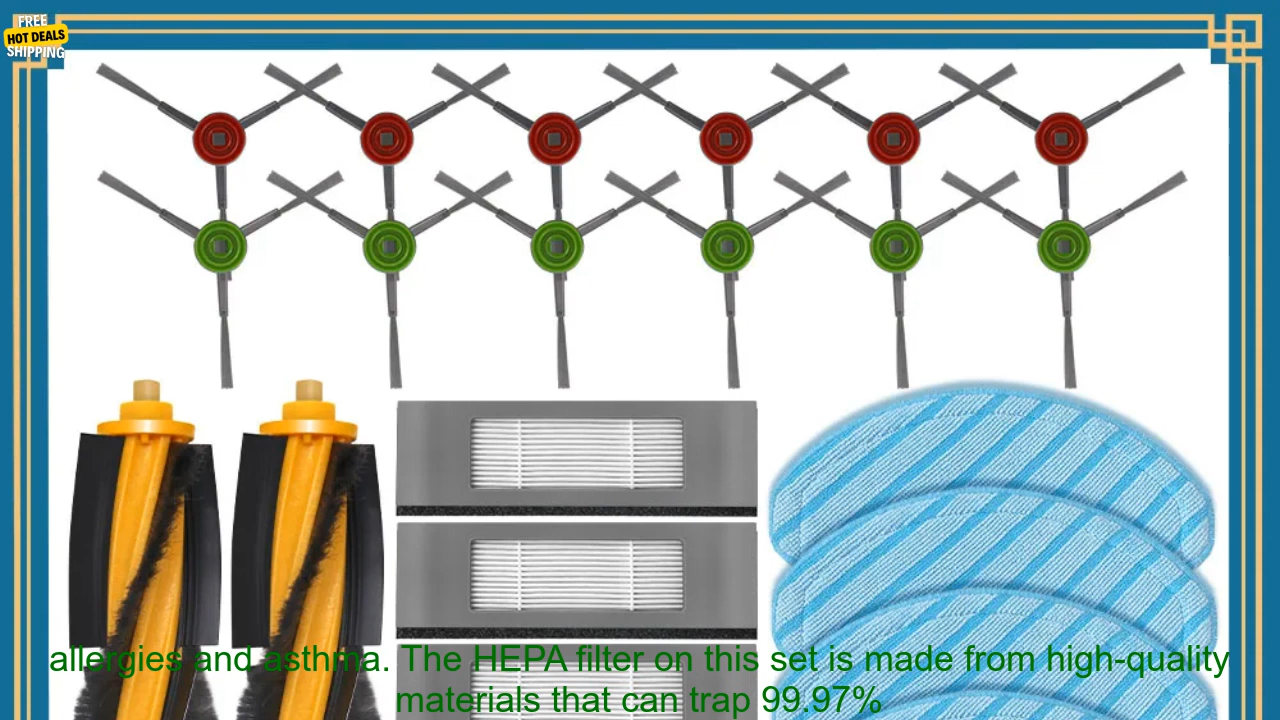 FREE
HOT DEALS
SHIPPING
allergies and asthma. The HEPA filter on this set is made from high-quality
materials that can trap 99.97%